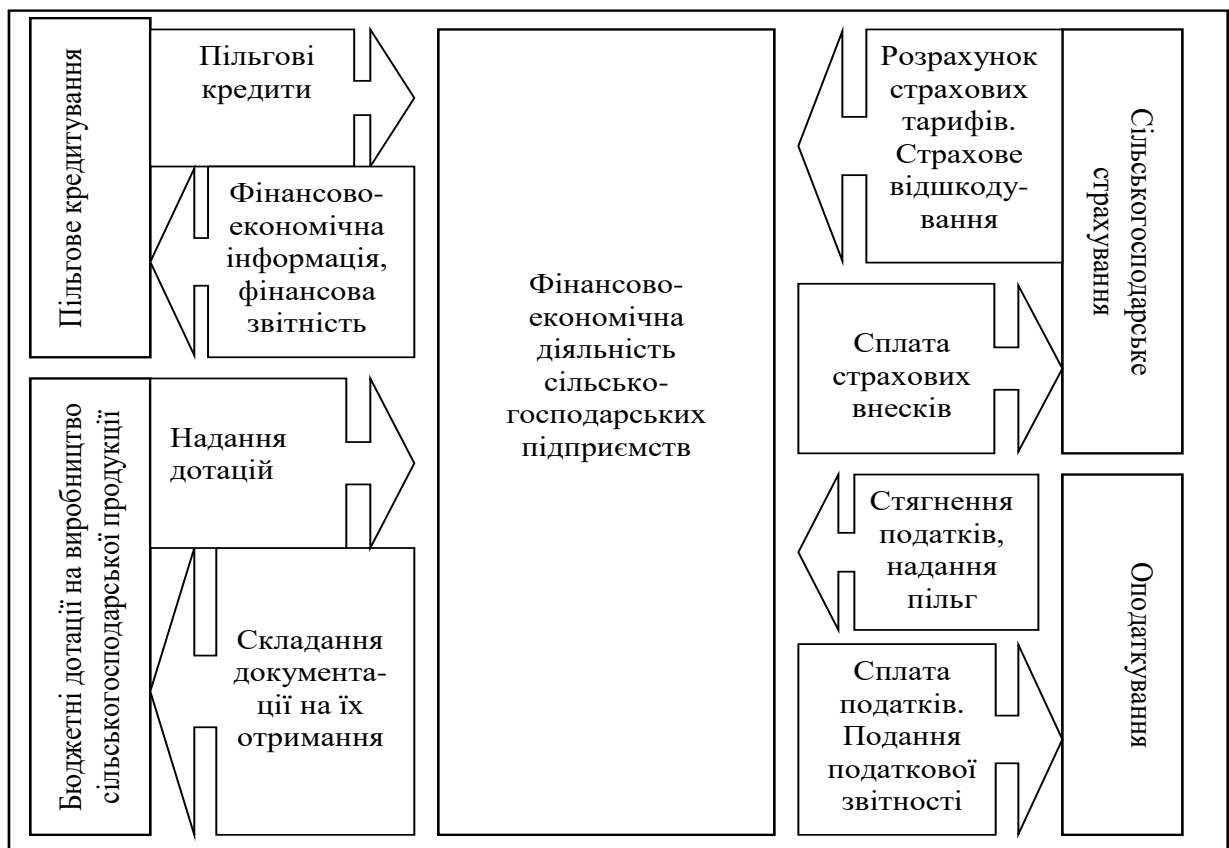 Пільгове кредитування
Пільгові
кредити
Фінансово-
економічна
інформація,
фінансова
звітність
Бюджетні дотації на виробництво
сільськогосподарської продукції
Надання
дотацій
Складання
документа-
ції на їх
отримання
Фінансово-
економічна
діяльність
сільсько-
господарських
підприємств
Розрахунок
страхових
тарифів.
Страхове
відшкоду-
вання
Сплата
страхових
внесків
Сільськогосподарське
страхування
Стягнення
податків,
надання
пільг
Сплата
податків.
Подання
податкової
звітності
Оподаткування